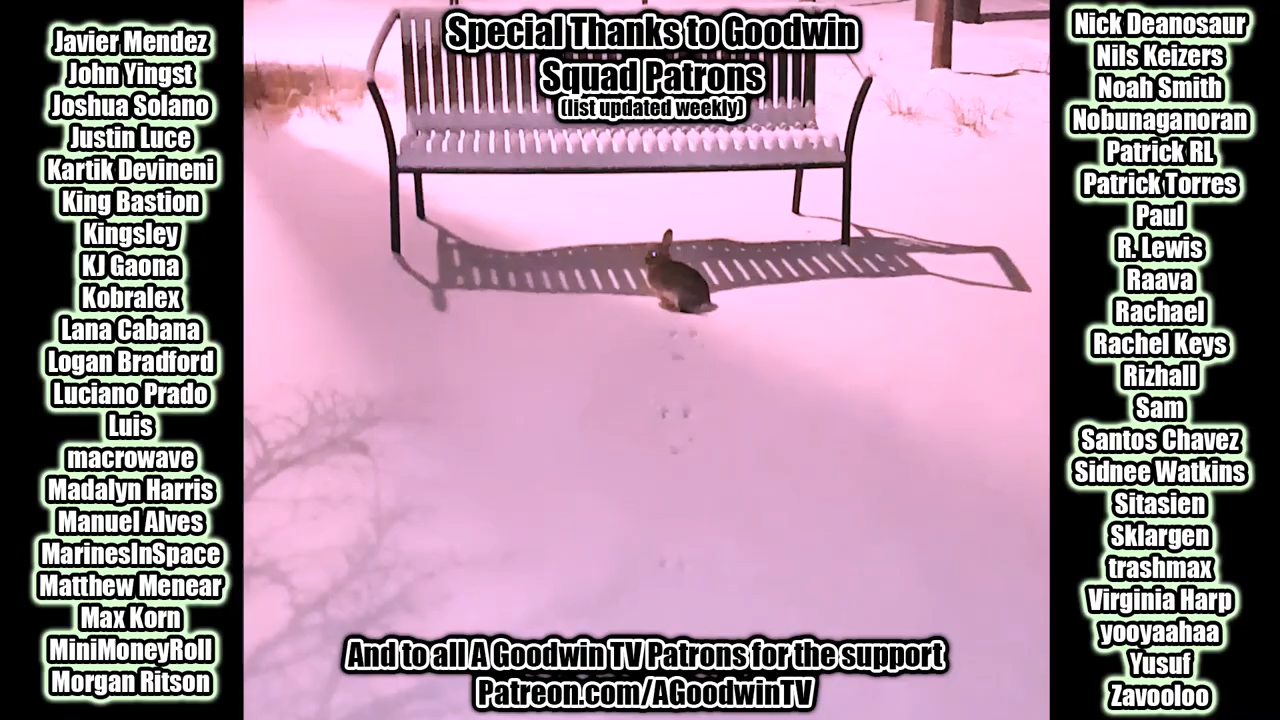 Javier Mendez
John Yingst
Joshua Solano
Justin Luce
Kartik Devineni
King Bastion
Kingsley
KJ Gaona
Kobralex
Lana Cabana
Logan Bradford
Luciano Prado
Luis
macrowave
Madalyn Harris
Manuel Alves
MarinesInSpace
Matthew Menear
Max Korn
MiniMoneyRoll
Morgan Ritson
Special Thanks to Goodwin
Squad Patrons
(list updated weekly)
And to all A Goodwin TV Patrons for the support
Patreon.com/AGoodwinTV
Nick Deanosaur
Nils Keizers
Noah Smith
Nobunaganoran
Patrick RL
Patrick Torres
Paul
R. Lewis
Raava
Rachael
Rachel Keys
Rizhall
Sam
Santos Chavez
Sidnee Watkins
Sitasien
Sklargen
trashmax
Virginia Harp
yooyaahaa
Yusuf
Zavooloo